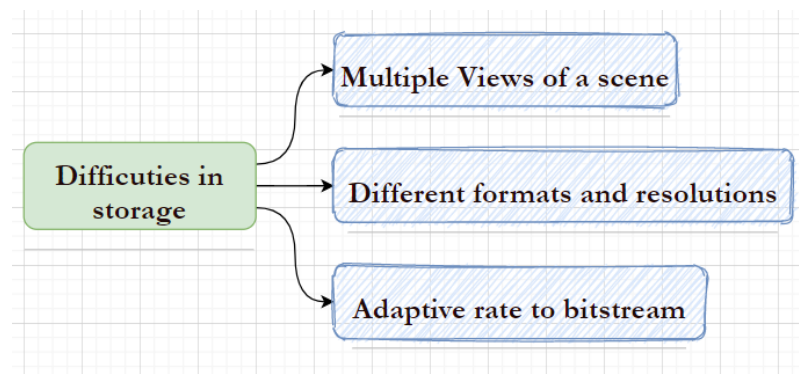 Multiple Views of a scene
Difficuties in
storage
Different formats and resolutions
Adaptive rate to bitstream